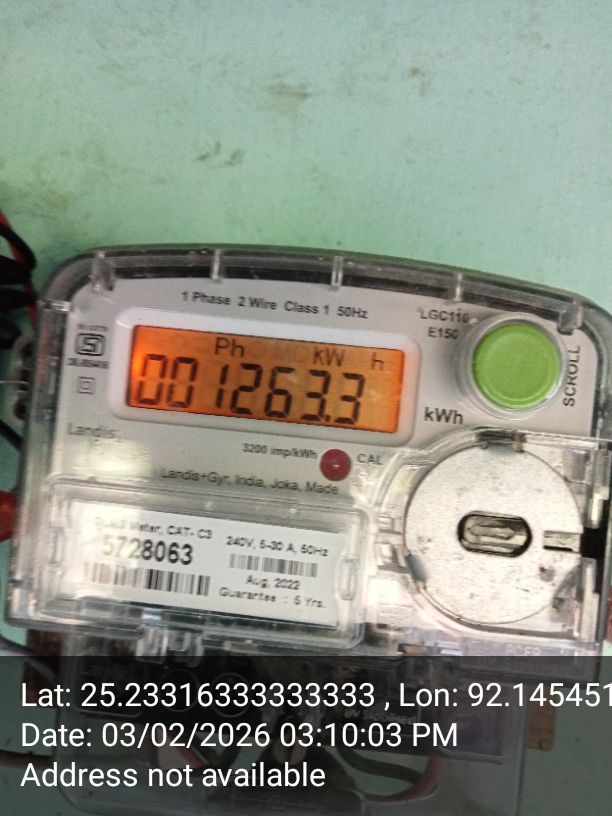 1 Phase 2 Wire Class 1 50Hz
LGC110
E150
SCROLL
Ph kW h
001263.3
kWh
Landis
3200 imp/kWh CAL
Landis+Gyr, India, Joka, Made
Meter, CAT- C3
5728063
240V, 5-30 A, 50Hz
Aug, 2022
Guarantee : 5 Yrs.
Lat: 25.23316333333333 , Lon: 92.145451
Date: 03/02/2026 03:10:03 PM
Address not available